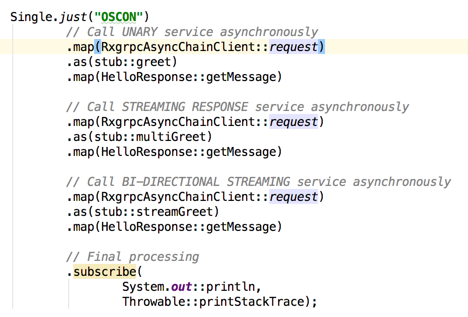 Single.just("OSCON")
// Call UNARY service asynchronously
.map(RxgrpcAsyncChainClient::request)
.as(stub::greet)
.map(HelloResponse::getMessage)
// Call STREAMING RESPONSE service asynchronously
.map(RxgrpcAsyncChainClient::request)
.as(stub::multiGreet)
.map(HelloResponse::getMessage)
// Call BI-DIRECTIONAL STREAMING service asynchronously
.map(RxgrpcAsyncChainClient::request)
.as(stub::streamGreet)
.map(HelloResponse::getMessage)
// Final processing
.subscribe(
System.out::println,
Throwable::printStackTrace);